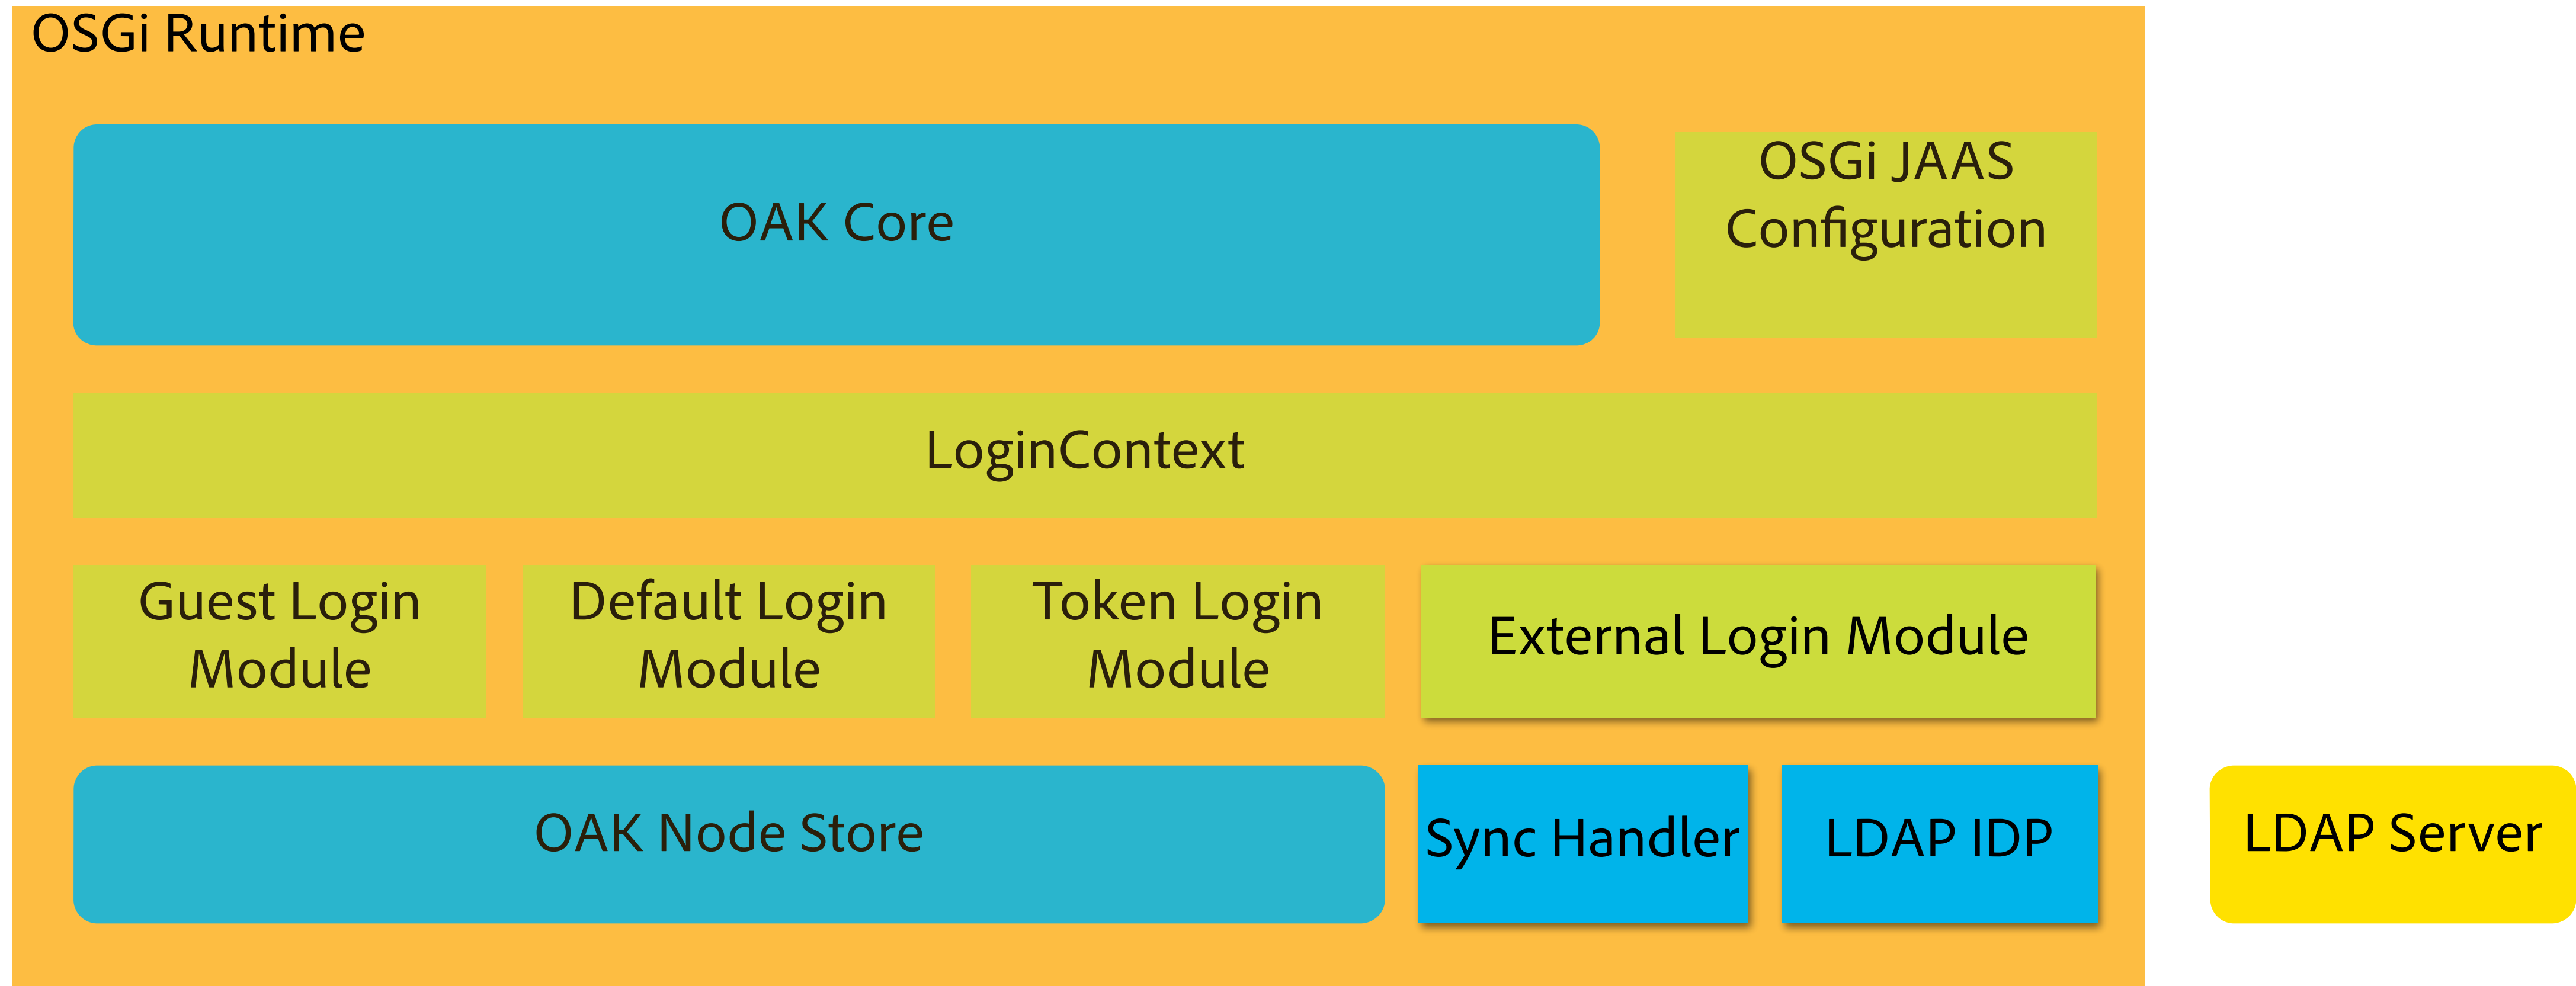 OSGi Runtime
OAK Core
OSGi JAAS
Configuration
LoginContext
Guest Login
Module
Default Login
Module
Token Login
Module
External Login Module
OAK Node Store
Sync Handler
LDAP IDP
LDAP Server